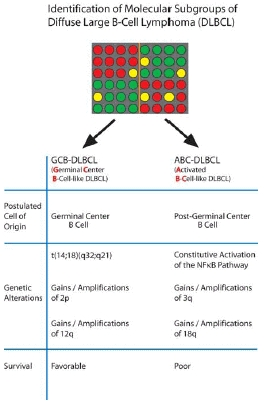 Identification of Molecular Subgroups of
Diffuse Large B-Cell Lymphoma (DLBCL)
GCB-DLBCL
(Germinal Center
B-Cell-like DLBCL)
ABC-DLBCL
(Activated
B-Cell-like DLBCL)
Postulated
Cell of
Origin
Germinal Center
B Cell
Post-Germinal Center
B Cell
Genetic
Alterations
t(14;18)(q32;q21)
Constitutive Activation
of the NFκB Pathway
Gains / Amplifications
of 2p
Gains / Amplifications
of 3q
Gains / Amplifications
of 12q
Gains / Amplifications
of 18q
Survival
Favorable
Poor